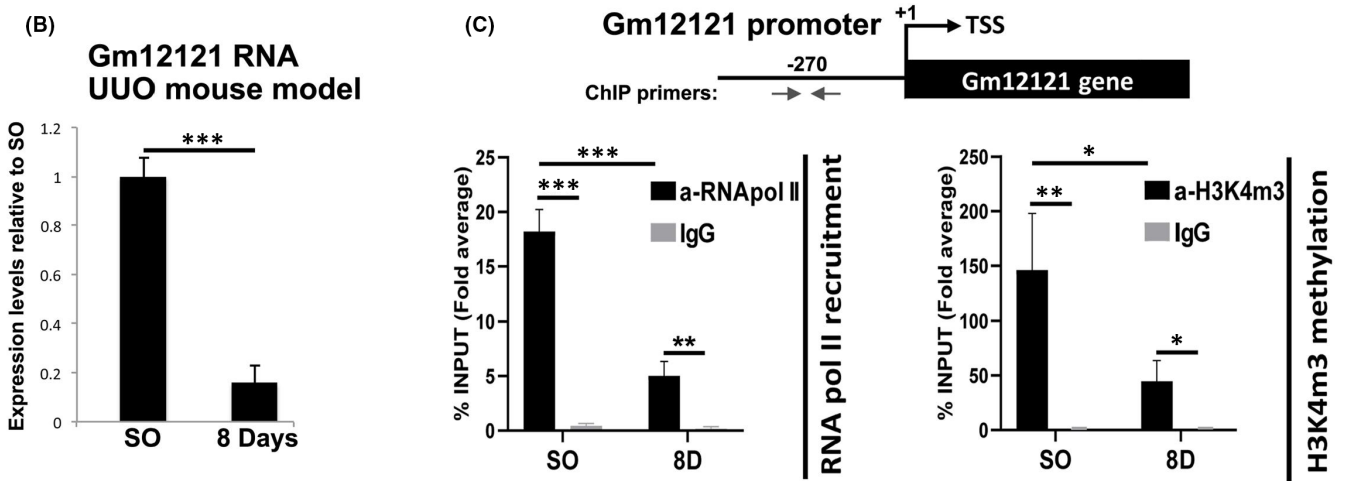 (B)
Gm12121 RNA
UUO mouse model
Expression levels relative to SO
1.2
1
0.8
0.6
0.4
0.2
0
***
SO
8 Days
(C)
Gm12121 promoter
+1
TSS
-270
Gm12121 gene
ChIP primers:
% INPUT (Fold average)
25
20
15
10
5
0
***
***
**
a-RNApol II
IgG
SO
8D
RNA pol II recruitment
% INPUT (Fold average)
250
200
150
100
50
0
*
**
*
a-H3K4m3
IgG
SO
8D
H3K4m3 methylation